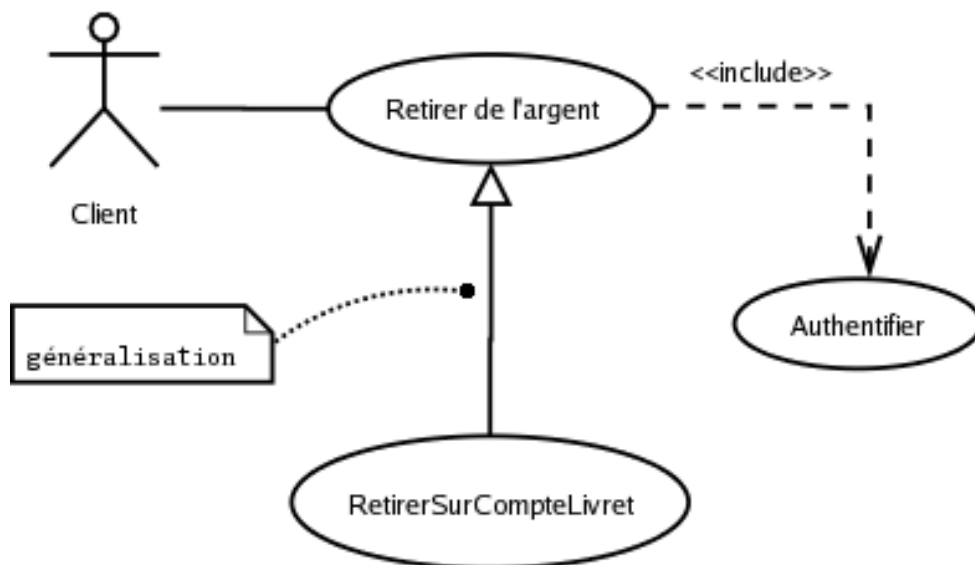 <<include>>
Retirer de l'argent
Client
Authentifier
généralisation
RetirerSurCompteLivret